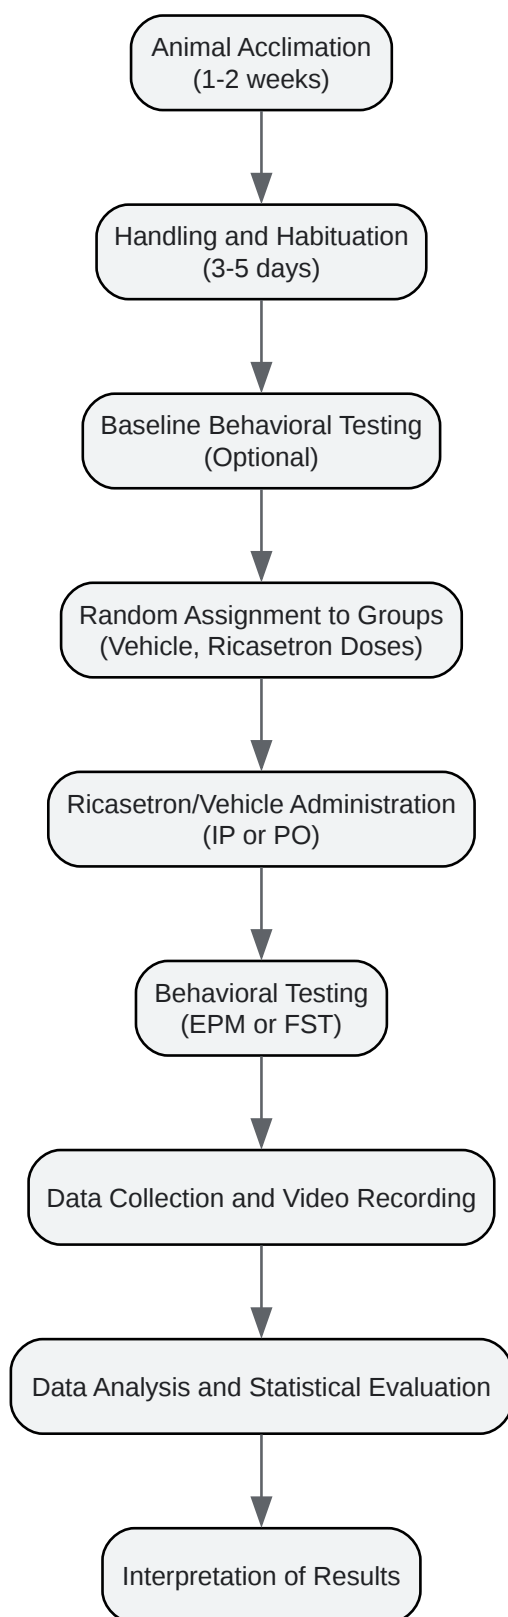 Animal Acclimation
(1-2 weeks)
Handling and Habituation
(3-5 days)
Baseline Behavioral Testing
(Optional)
Random Assignment to Groups
(Vehicle, Ricasetron Doses)
Ricasetron/Vehicle Administration
(IP or PO)
Behavioral Testing
(EPM or FST)
Data Collection and Video Recording
Data Analysis and Statistical Evaluation
Interpretation of Results